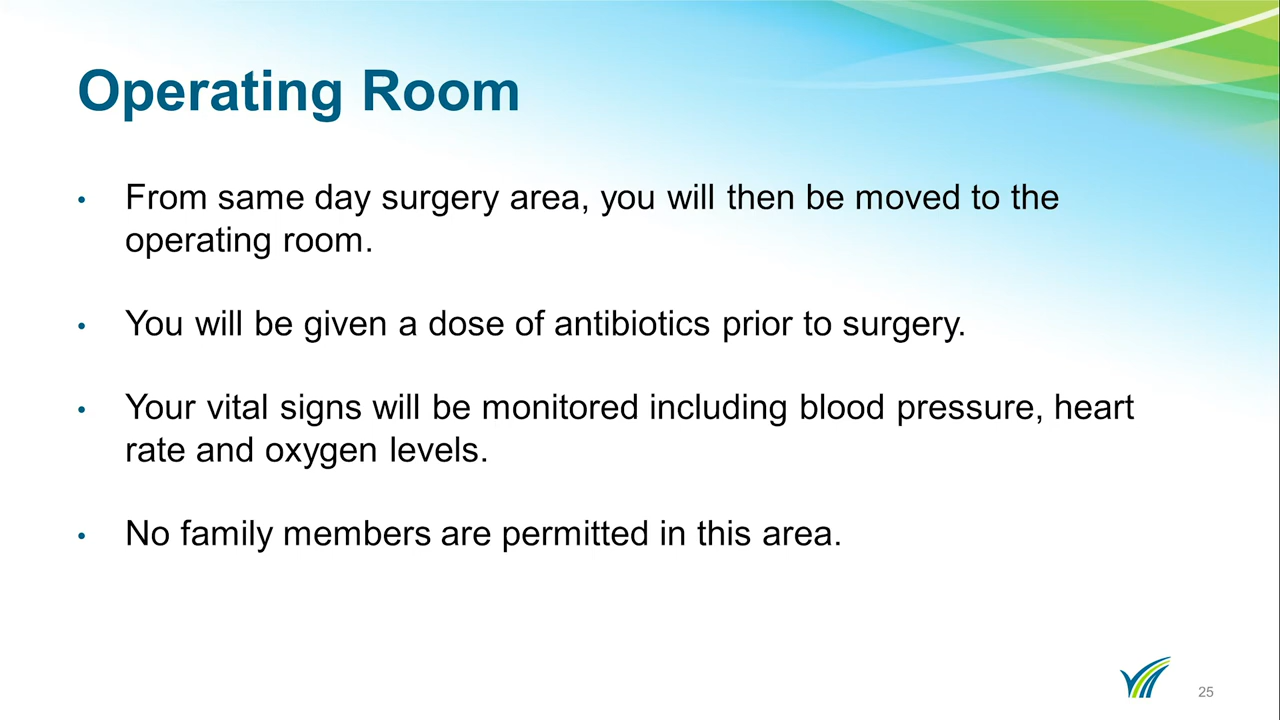 Operating Room
• From same day surgery area, you will then be moved to the
operating room.
• You will be given a dose of antibiotics prior to surgery.
• Your vital signs will be monitored including blood pressure, heart
rate and oxygen levels.
• No family members are permitted in this area.
25